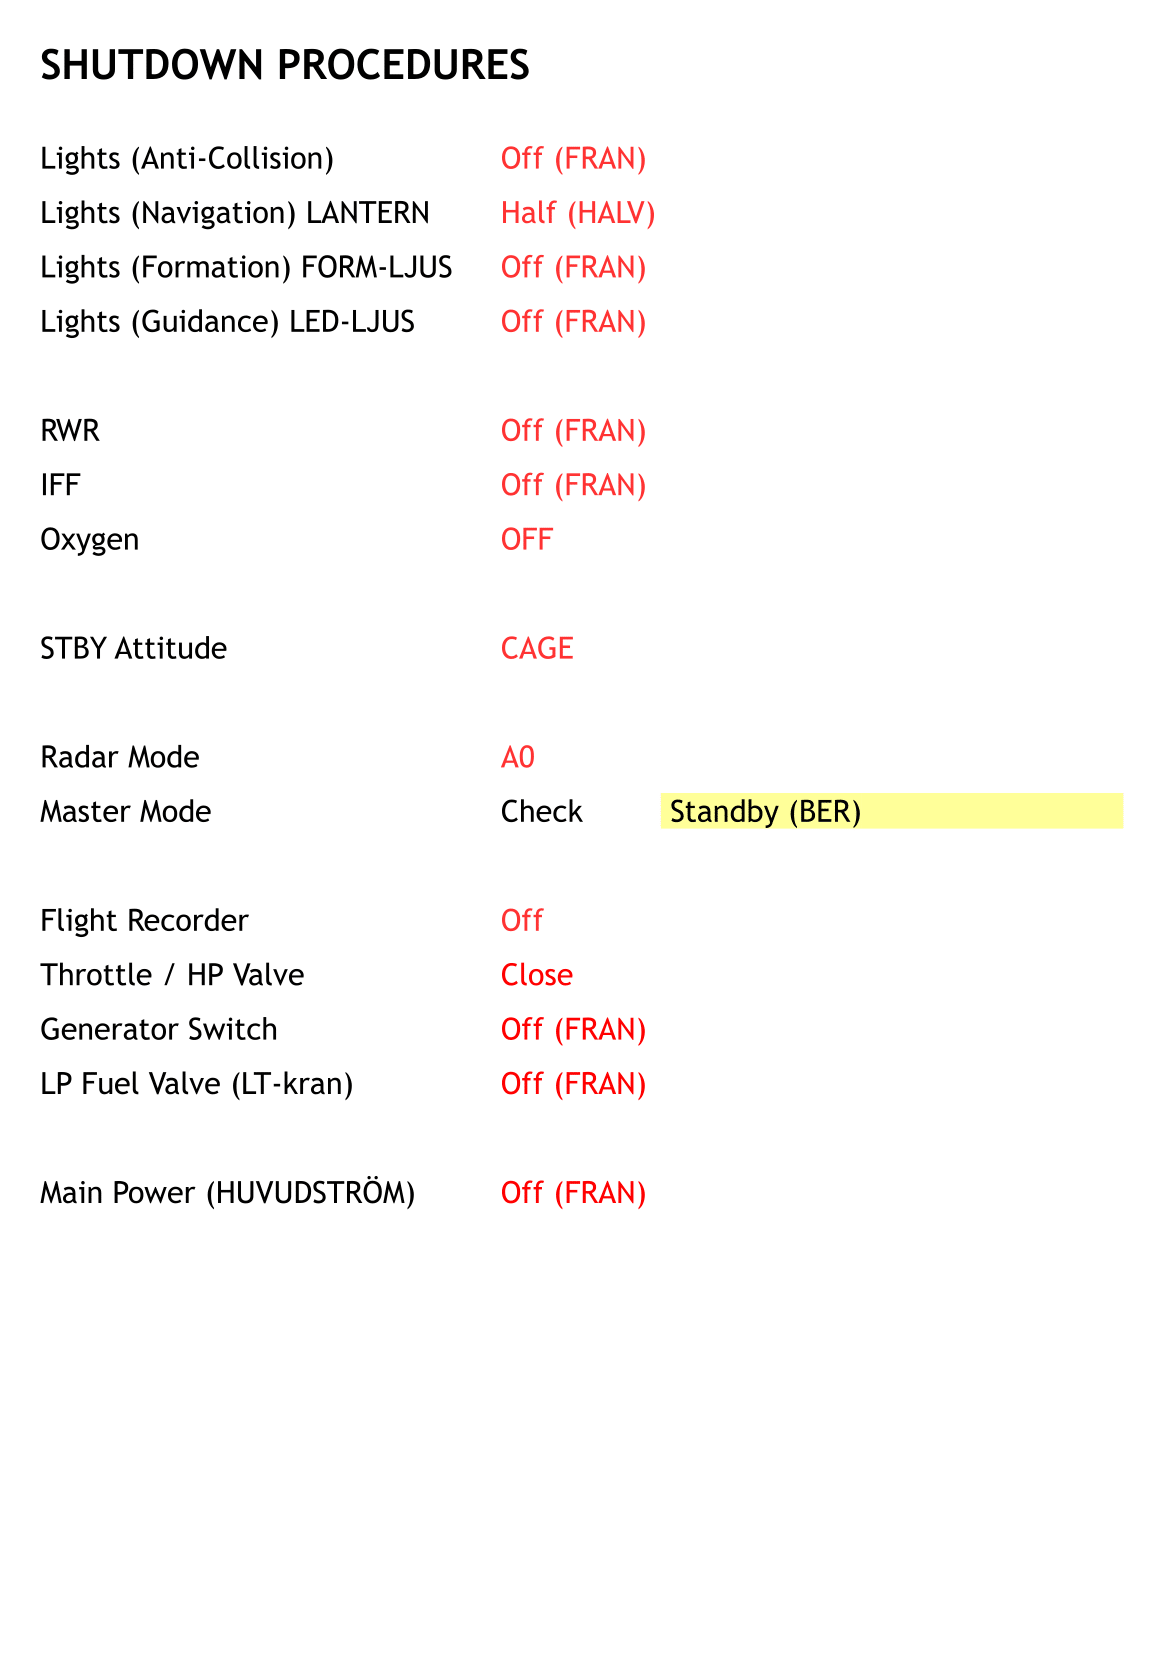 SHUTDOWN PROCEDURES
Lights (Anti-Collision) Off (FRAN)
Lights (Navigation) LANTERN Half (HALV)
Lights (Formation) FORM-LJUS Off (FRAN)
Lights (Guidance) LED-LJUS Off (FRAN)
RWR Off (FRAN)
IFF Off (FRAN)
Oxygen OFF
STBY Attitude CAGE
Radar Mode A0
Master Mode Check Standby (BER)
Flight Recorder Off
Throttle / HP Valve Close
Generator Switch Off (FRAN)
LP Fuel Valve (LT-kran) Off (FRAN)
Main Power (HUVUDSTRÖM) Off (FRAN)